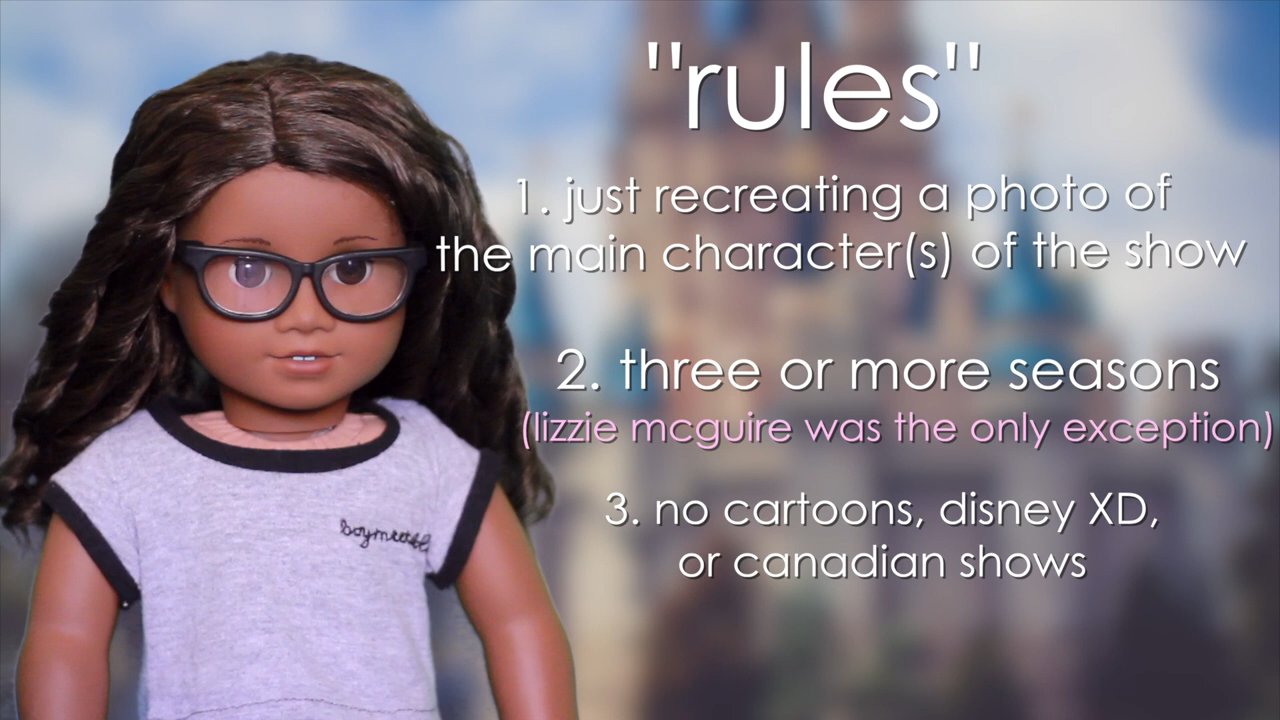 "rules"
1. just recreating a photo of
the main character(s) of the show
2. three or more seasons
(lizzie mcguire was the only exception)
3. no cartoons, disney XD,
or canadian shows